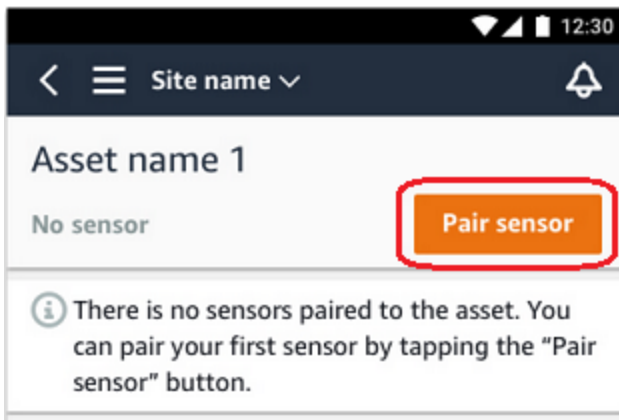 12:30
Site name
Asset name 1
No sensor
Pair sensor
There is no sensors paired to the asset. You
can pair your first sensor by tapping the “Pair
sensor” button.